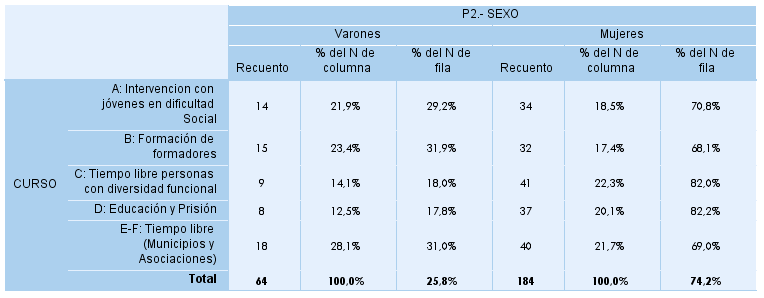 P2.- SEXO
Varones Mujeres
Recuento % del N de columna % del N de fila Recuento % del N de columna % del N de fila
CURSO
A: Intervencion con
jóvenes en dificultad
Social
14 21,9% 29,2% 34 18,5% 70,8%
B: Formación de
formadores
15 23,4% 31,9% 32 17,4% 68,1%
C: Tiempo libre personas
con diversidad funcional
9 14,1% 18,0% 41 22,3% 82,0%
D: Educación y Prisión 8 12,5% 17,8% 37 20,1% 82,2%
E-F: Tiempo libre
(Municipios y
Asociaciones)
18 28,1% 31,0% 40 21,7% 69,0%
Total 64 100,0% 25,8% 184 100,0% 74,2%